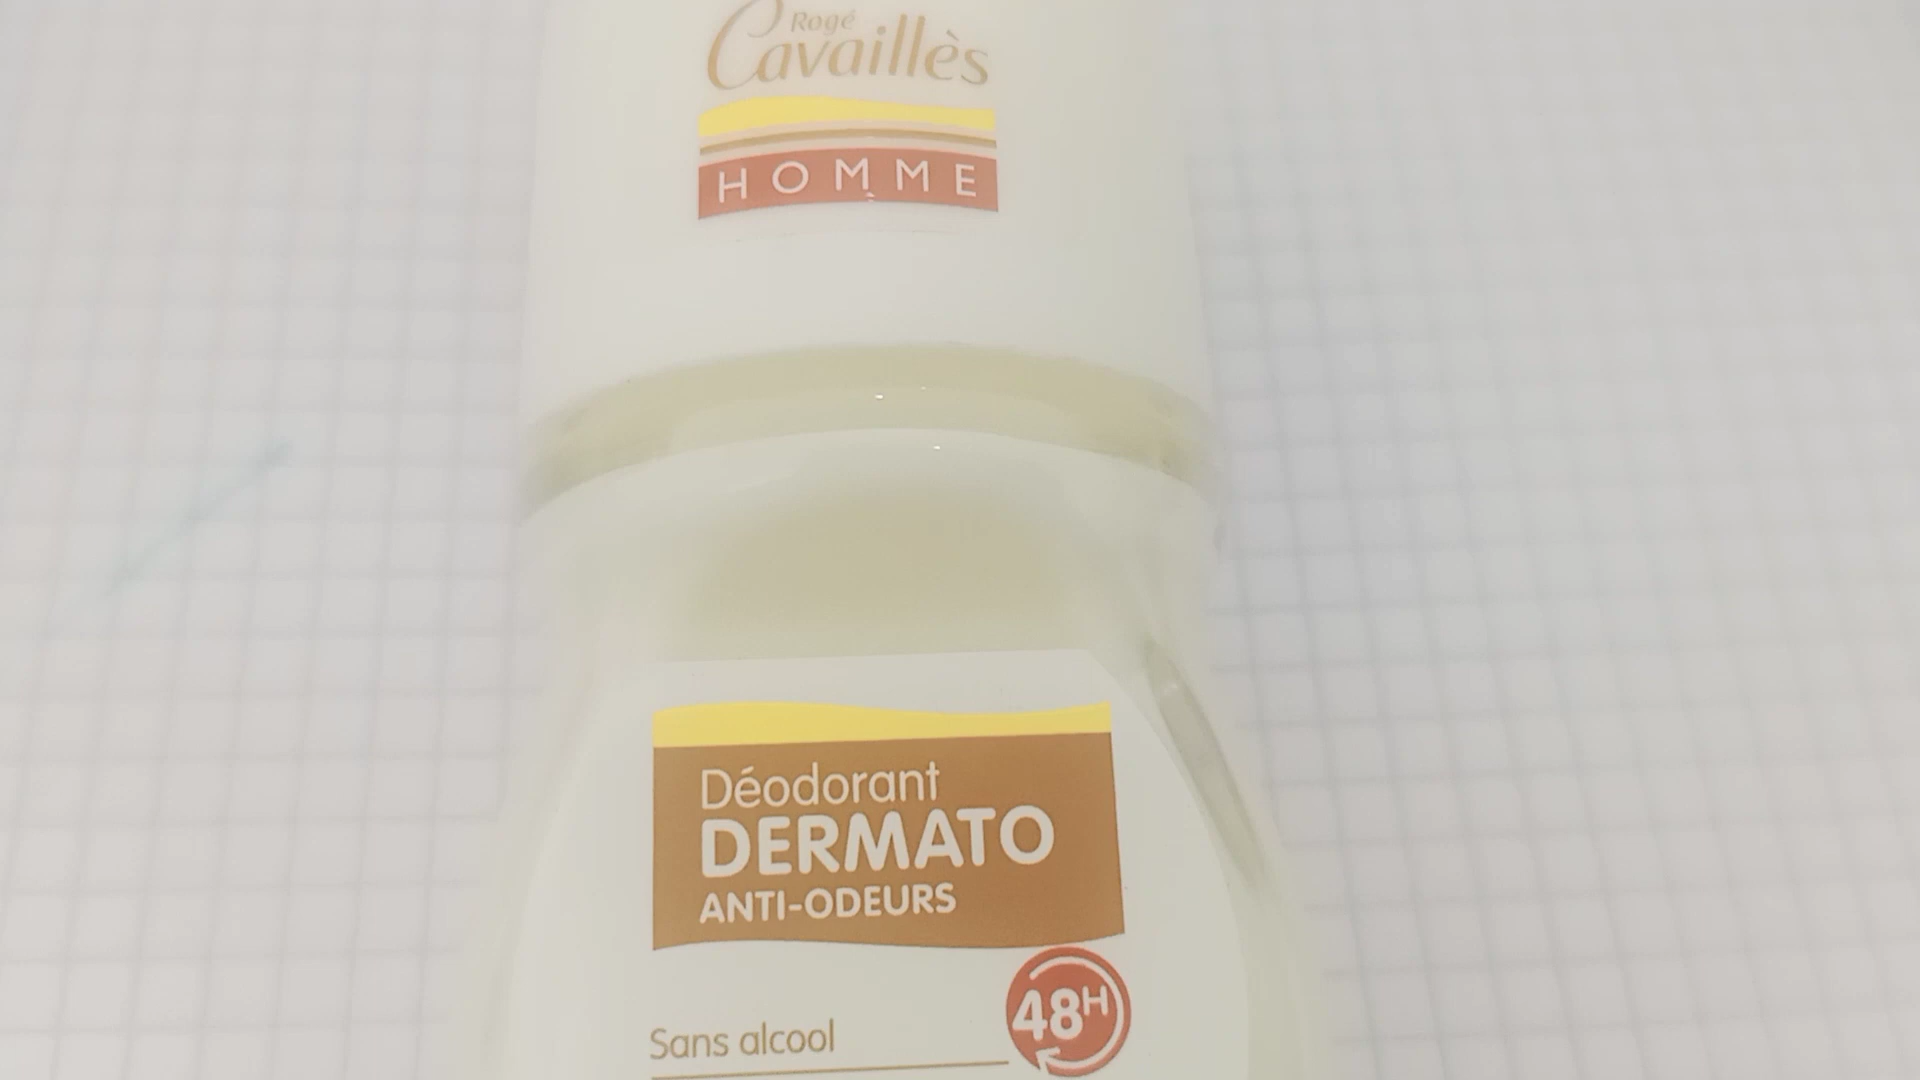 Rogé
Cavaillès
HOMME
Déodorant
DERMATO
ANTI-ODEURS
48H
Sans alcool